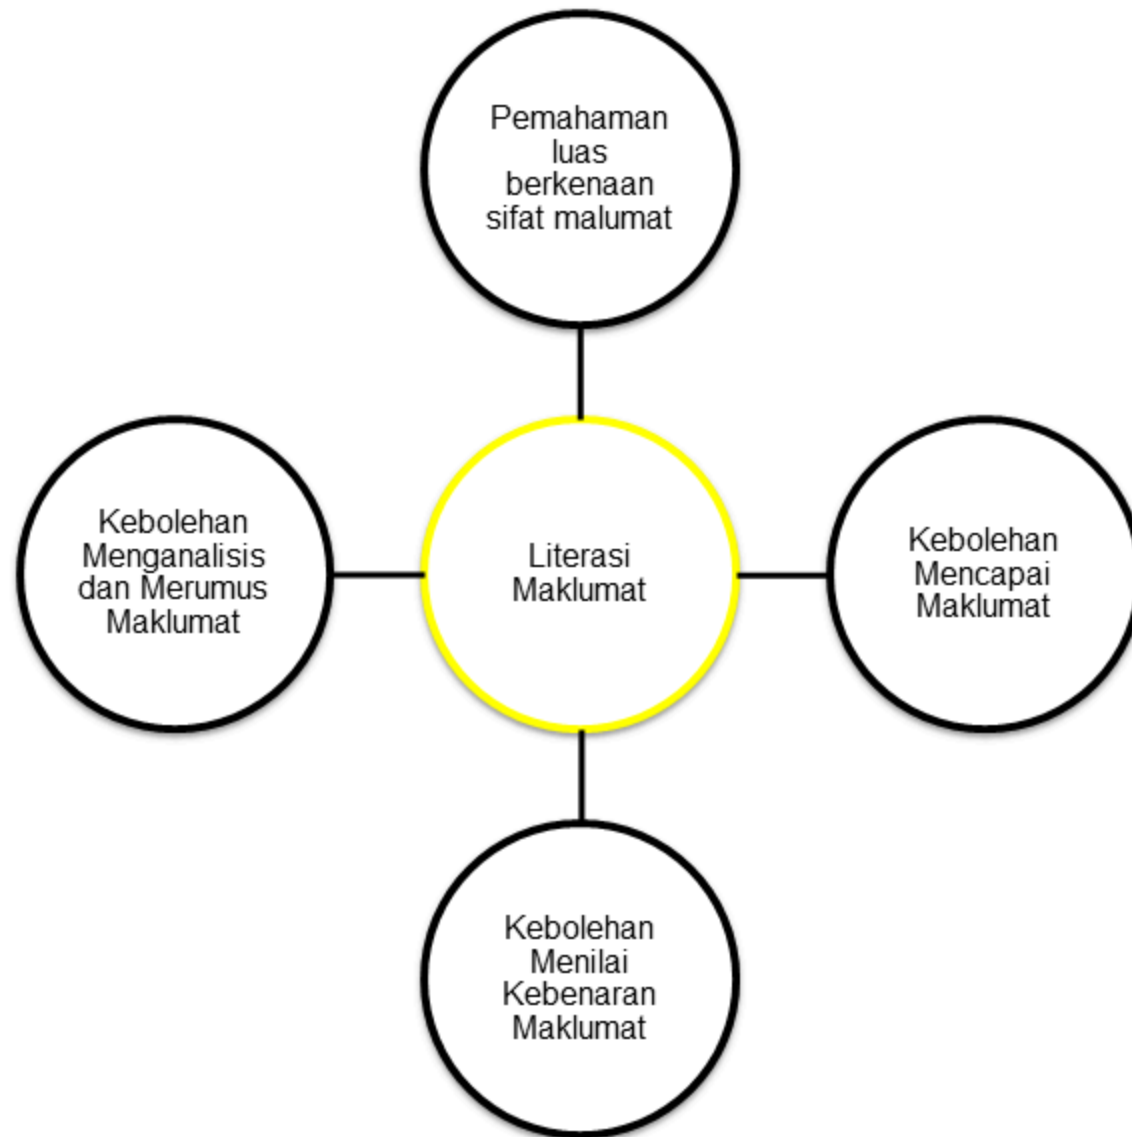 Pemahaman
luas
berkenaan
sifat malumat
Kebolehan
Menganalisis
dan Merumus
Maklumat
Literasi
Maklumat
Kebolehan
Mencapai
Maklumat
Kebolehan
Menilai
Kebenaran
Maklumat